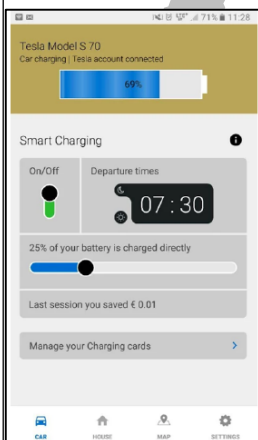 71% 11:28
Tesla Model S 70
Car charging | Tesla account connected
69%
Smart Charging
On/Off
Departure times
07:30
25% of your battery is charged directly
Last session you saved € 0.01
Manage your Charging cards
CAR
HOUSE
MAP
SETTINGS